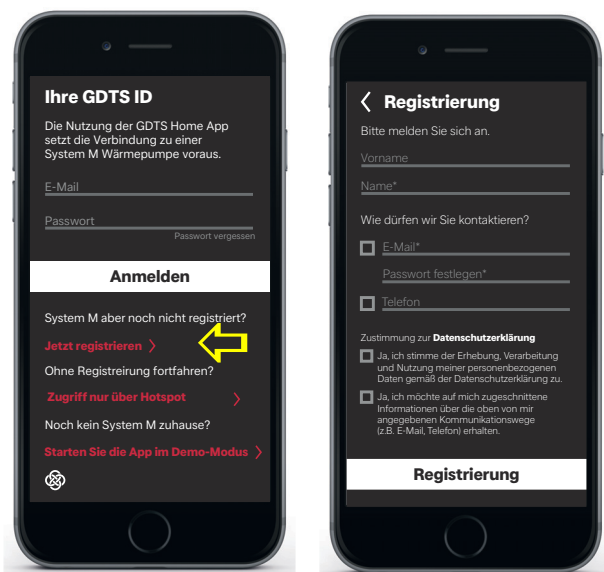 Ihre GDTS ID
Die Nutzung der GDTS Home App
setzt die Verbindung zu einer
System M Wärmepumpe voraus.
E-Mail
Passwort
Passwort vergessen
Anmelden
System M aber noch nicht registriert?
Jetzt registrieren
Ohne Registreirung fortfahren?
Zugriff nur über Hotspot
Noch kein System M zuhause?
Starten Sie die App im Demo-Modus
Registrierung
Bitte melden Sie sich an.
Vorname
Name*
Wie dürfen wir Sie kontaktieren?
E-Mail*
Passwort festlegen*
Telefon
Zustimmung zur Datenschutzerklärung
Ja, ich stimme der Erhebung, Verarbeitung
und Nutzung meiner personenbezogenen
Daten gemäß der Datenschutzerklärung zu.
Ja, ich möchte auf mich zugeschnittene
Informationen über die oben von mir
angegebenen Kommunikationswege
(z.B. E-Mail, Telefon) erhalten.
Registrierung